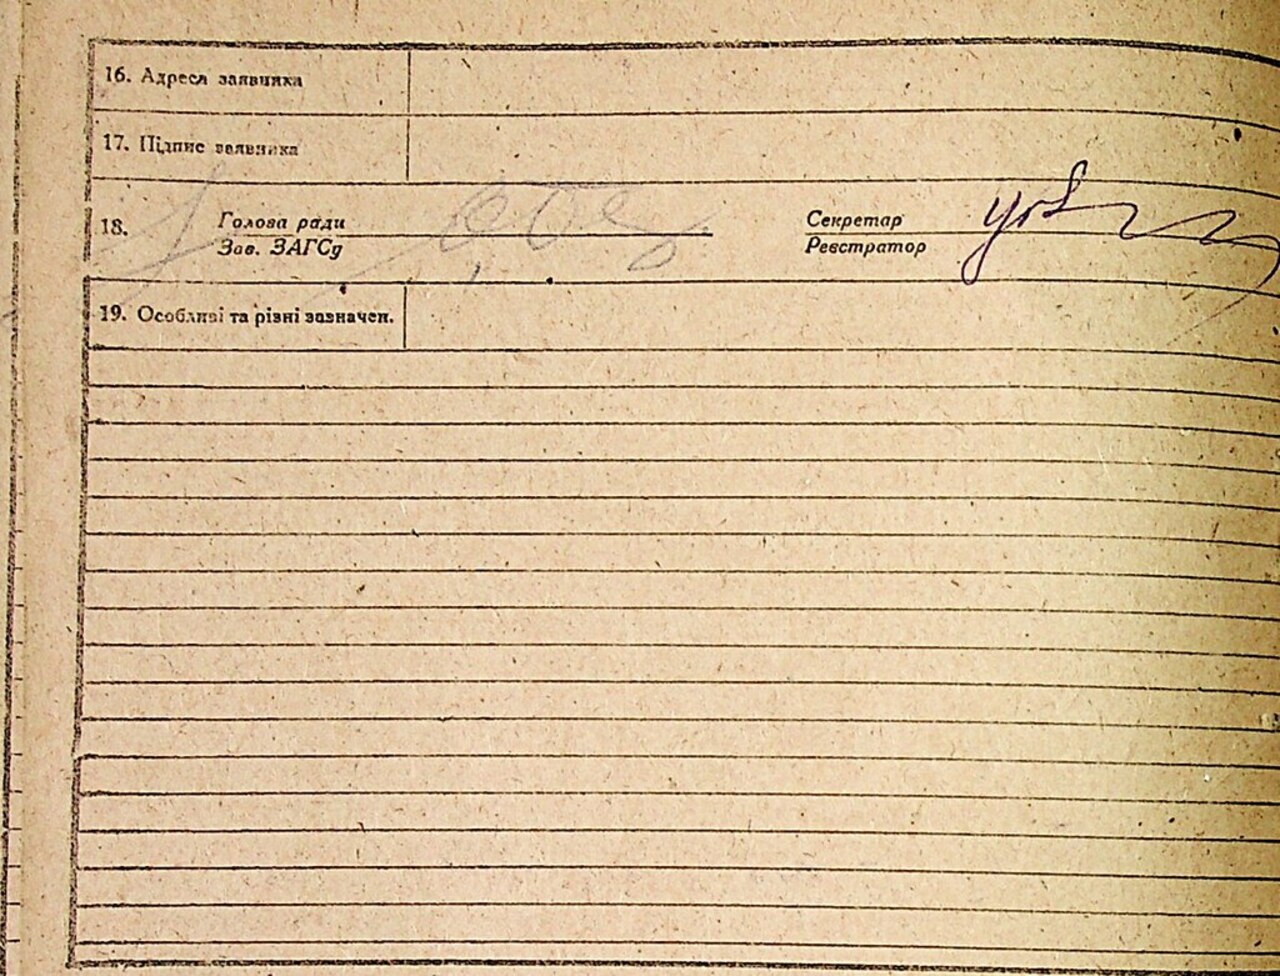 16. Адреса заявника
17. Підпис заявника
18. Голова ради
Зав. ЗАГСу
Секретар
Реєстратор
19. Особливі та різні зазначен.